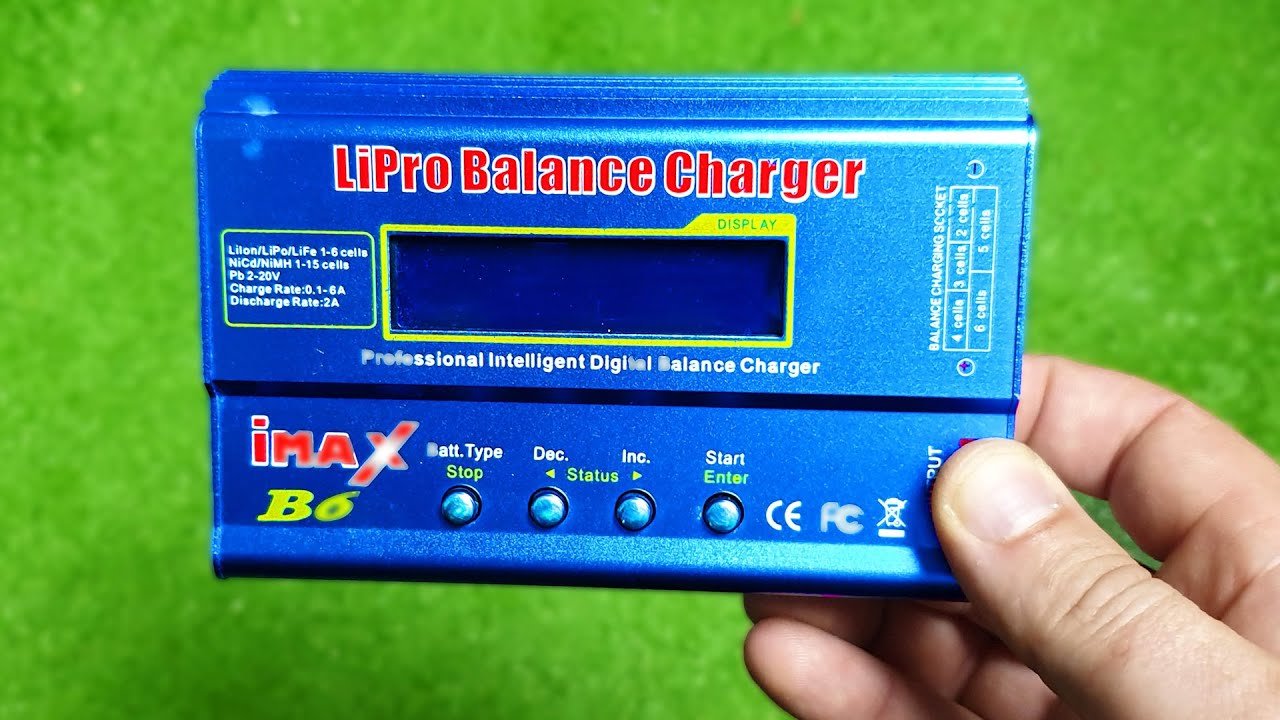 LiPro Balance Charger
DISPLAY
LiIon/LiPo/LiFe 1-6 cells
NiCd/NiMH 1-15 cells
Pb 2-20V
Charge Rate:0.1-6A
Discharge Rate:2A
Professional Intelligent Digital Balance Charger
BALANCE CHARGING SCCKET
4 cells 3 cells 2 cells
6 cells 5 cells
- 
+
iMAX
B6
Batt.Type
Stop
Dec.
Inc.
◄ Status ►
Start
Enter
CE FC
PUT